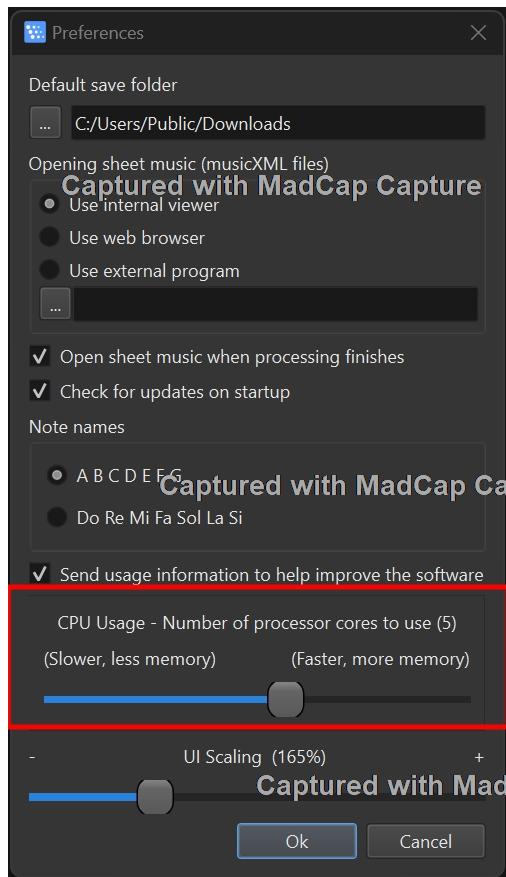 Preferences
Default save folder
...
C:/Users/Public/Downloads
Opening sheet music (musicXML files)
Captured with MadCap Capture
Use internal viewer
Use web browser
Use external program
...
Open sheet music when processing finishes
Check for updates on startup
Note names
A B C D E F G
Captured with MadCap Ca
Do Re Mi Fa Sol La Si
Send usage information to help improve the software
CPU Usage - Number of processor cores to use (5)
(Slower, less memory) (Faster, more memory)
- UI Scaling (165%) +
Captured with Mad
Ok Cancel